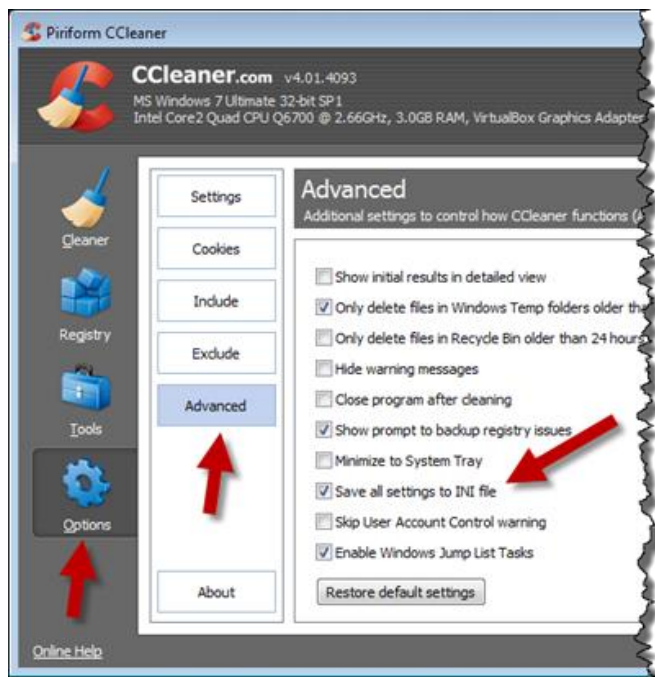 Piriform CCleaner
CCleaner.com v4.01.4093
MS Windows 7 Ultimate 32-bit SP1
Intel Core2 Quad CPU Q6700 @ 2.66GHz, 3.0GB RAM, VirtualBox Graphics Adapter
Cleaner
Registry
Tools
Options
Online Help
Settings
Cookies
Include
Exclude
Advanced
About
Advanced
Additional settings to control how CCleaner functions
Show initial results in detailed view
Only delete files in Windows Temp folders older
Only delete files in Recycle Bin older than 24 hours
Hide warning messages
Close program after cleaning
Show prompt to backup registry issues
Minimize to System Tray
Save all settings to INI file
Skip User Account Control warning
Enable Windows Jump List Tasks
Restore default settings